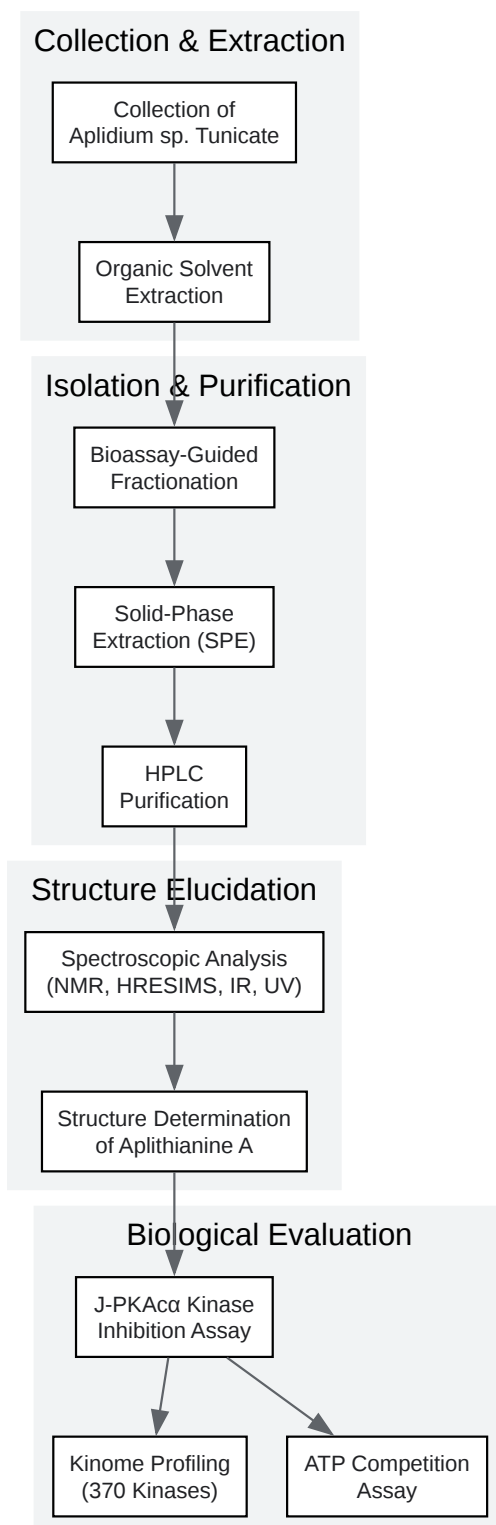 Collection & Extraction
Collection of
Aplidium sp. Tunicate
Organic Solvent
Extraction
Isolation & Purification
Bioassay-Guided
Fractionation
Solid-Phase
Extraction (SPE)
HPLC
Purification
Structure Elucidation
Spectroscopic Analysis
(NMR, HRESIMS, IR, UV)
Structure Determination
of Aplithianine A
Biological Evaluation
J-PKAcα Kinase
Inhibition Assay
Kinome Profiling
(370 Kinases)
ATP Competition
Assay